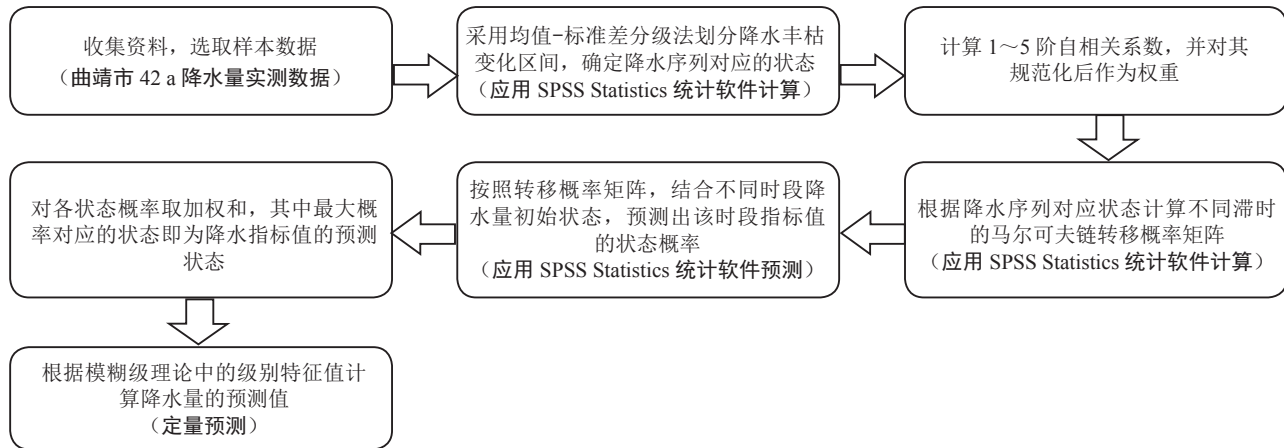 收集资料，选取样本数据
（曲靖市 42 a 降水量实测数据）
采用均值-标准差分级法划分降水丰枯
变化区间，确定降水序列对应的状态
（应用 SPSS Statistics 统计软件计算）
计算 1～5 阶自相关系数，并对其
规范化后作为权重
根据降水序列对应状态计算不同滞时
的马尔可夫链转移概率矩阵
（应用 SPSS Statistics 统计软件计算）
按照转移概率矩阵，结合不同时段降
水量初始状态，预测出该时段指标值
的状态概率
（应用 SPSS Statistics 统计软件预测）
对各状态概率取加权和，其中最大概
率对应的状态即为降水指标值的预测
状态
根据模糊级理论中的级别特征值计
算降水量的预测值
（定量预测）